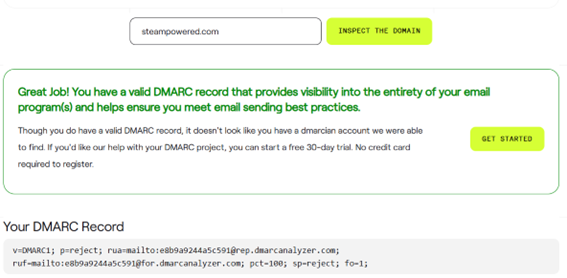 steampowered.com INSPECT THE DOMAIN
Great Job! You have a valid DMARC record that provides visibility into the entirety of your email
program(s) and helps ensure you meet email sending best practices.
Though you do have a valid DMARC record, it doesn't look like you have a dmarcian account we were able
to find. If you'd like our help with your DMARC project, you can start a free 30-day trial. No credit card
required to register.
GET STARTED
Your DMARC Record
v=DMARC1; p=reject; rua=mailto:e8b9a9244a5c591@rep.dmarcanalyzer.com;
ruf=mailto:e8b9a9244a5c591@for.dmarcanalyzer.com; pct=100; sp=reject; fo=1;